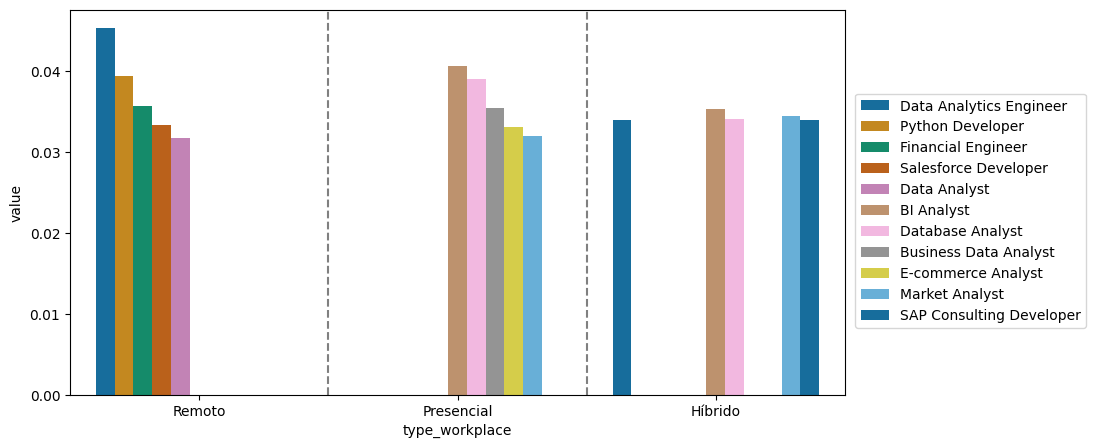 value
0.04
0.03
0.02
0.01
0.00
Remoto Presencial Híbrido
type_workplace
Data Analytics Engineer
Python Developer
Financial Engineer
Salesforce Developer
Data Analyst
BI Analyst
Database Analyst
Business Data Analyst
E-commerce Analyst
Market Analyst
SAP Consulting Developer